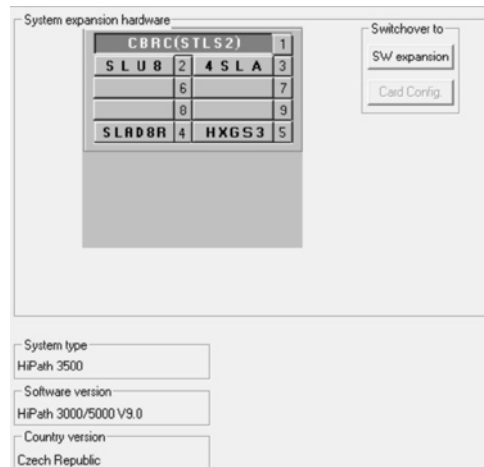 System expansion hardware
Switchover to
CBRC(STLS2) 1
SW expansion
SLU8 2 4SLA 3
6 7
Card Config.
8 9
SLAD8R 4 HXGS3 5
System type
HiPath 3500
Software version
HiPath 3000/5000 V9.0
Country version
Czech Republic